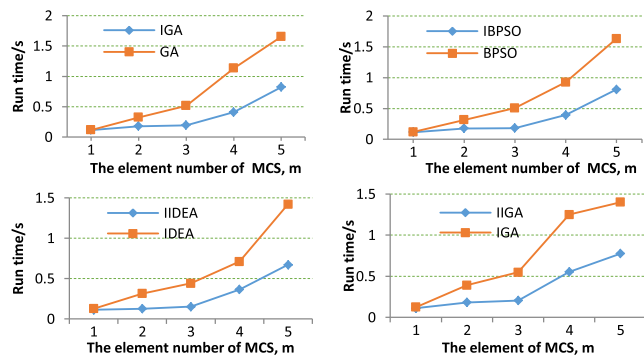 2
1.5
1
0.5
0
Run time/s
IGA
GA
1 2 3 4 5
The element number of MCS, m
2
1.5
1
0.5
0
Run time/s
IBPSO
BPSO
1 2 3 4 5
The element number of MCS, m
1.5
1
0.5
0
Run time/s
IIDEA
IDEA
1 2 3 4 5
The element number of MCS, m
1.5
1
0.5
0
Run time/s
IIGA
IGA
1 2 3 4 5
The element number of MCS, m